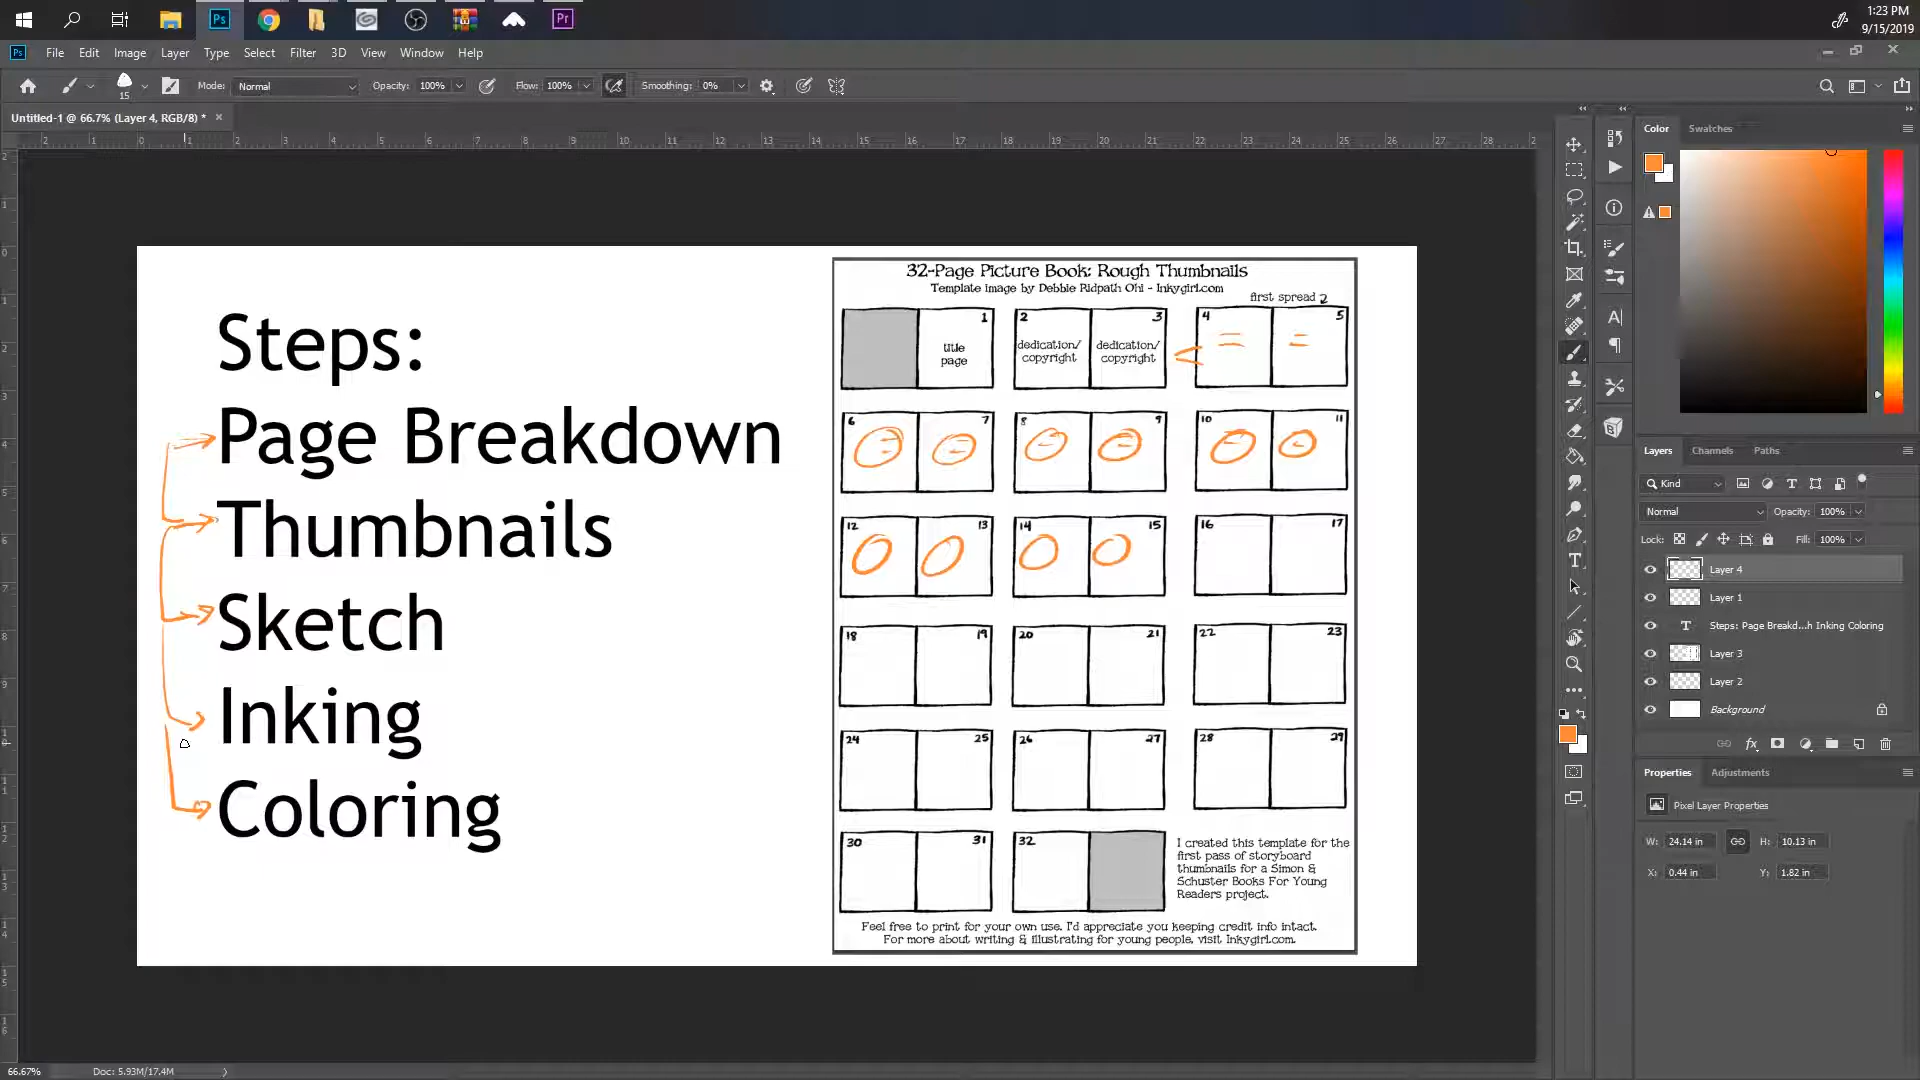 1:23 PM
9/15/2019
File Edit Image Layer Type Select Filter 3D View Window Help
15 Mode: Normal Opacity: 100% Flow: 100% Smoothing: 0%
Untitled-1 @ 66.7% (Layer 4, RGB/8) *
Steps:
Page Breakdown
Thumbnails
Sketch
Inking
Coloring
32-Page Picture Book: Rough Thumbnails
Template image by Debbie Ridpath Ohi - Inkygirl.com
first spread
1 2 3 4 5
title
page
dedication/
copyright
dedication/
copyright
6 7 8 9 10 11
12 13 14 15 16 17
18 19 20 21 22 23
24 25 26 27 28 29
30 31 32
I created this template for the
first pass of storyboard
thumbnails for a Simon &
Schuster Books For Young
Readers project.
Feel free to print for your own use. I'd appreciate you keeping credit info intact.
For more about writing & illustrating for young people, visit Inkygirl.com.
Color Swatches
Layers Channels Paths
Kind
Normal Opacity: 100%
Lock: Fill: 100%
Layer 4
Layer 1
Steps: Page Breakd...h Inking Coloring
Layer 3
Layer 2
Background
Properties Adjustments
Pixel Layer Properties
W: 24.14 in H: 10.13 in
X: 0.44 in Y: 1.82 in
66.67% Doc: 5.93M/17.4M